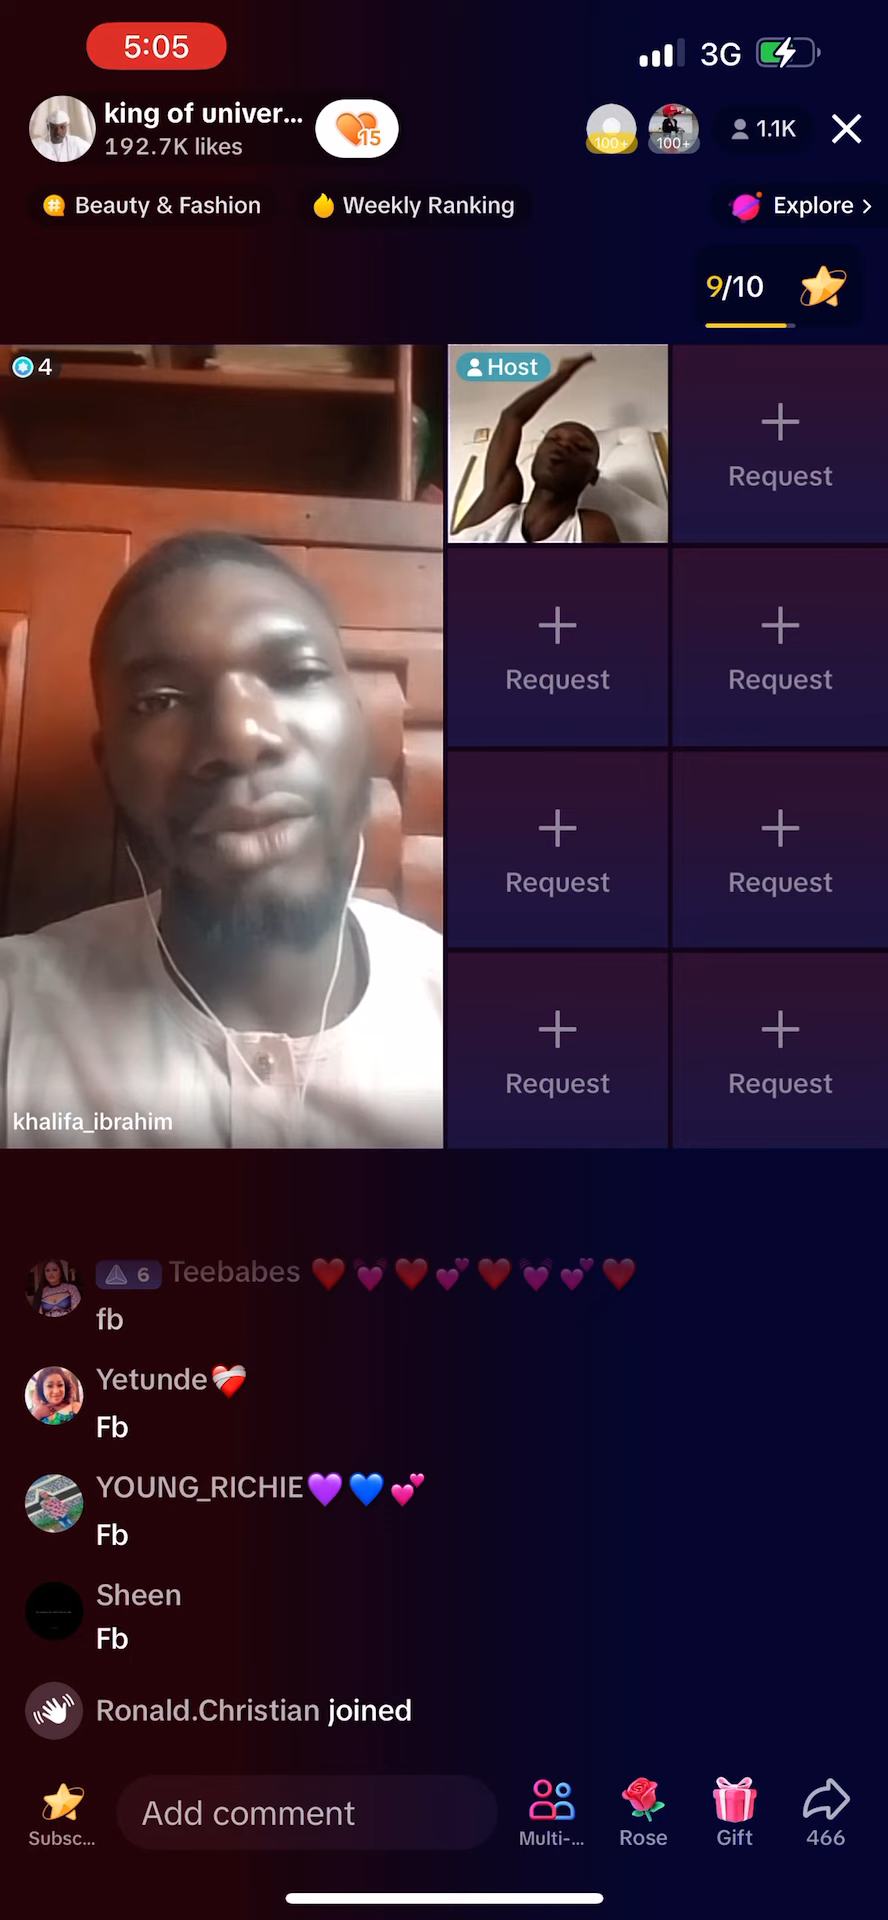 5:05
3G
king of univer...
192.7K likes
15
100+
100+
1.1K
Beauty & Fashion
Weekly Ranking
Explore >
9/10
4
Host
Request
Request
Request
Request
Request
Request
Request
khalifa_ibrahim
6 Teebabes
fb
Yetunde
Fb
YOUNG_RICHIE
Fb
Sheen
Fb
Ronald.Christian joined
Subsc...
Add comment
Multi-...
Rose
Gift
466